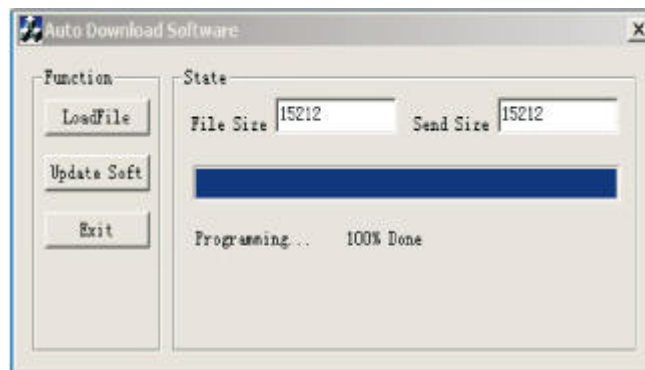 Auto Download Software
Function
LoadFile
Update Soft
Exit
State
File Size 15212 Send Size 15212
Programming... 100% Done